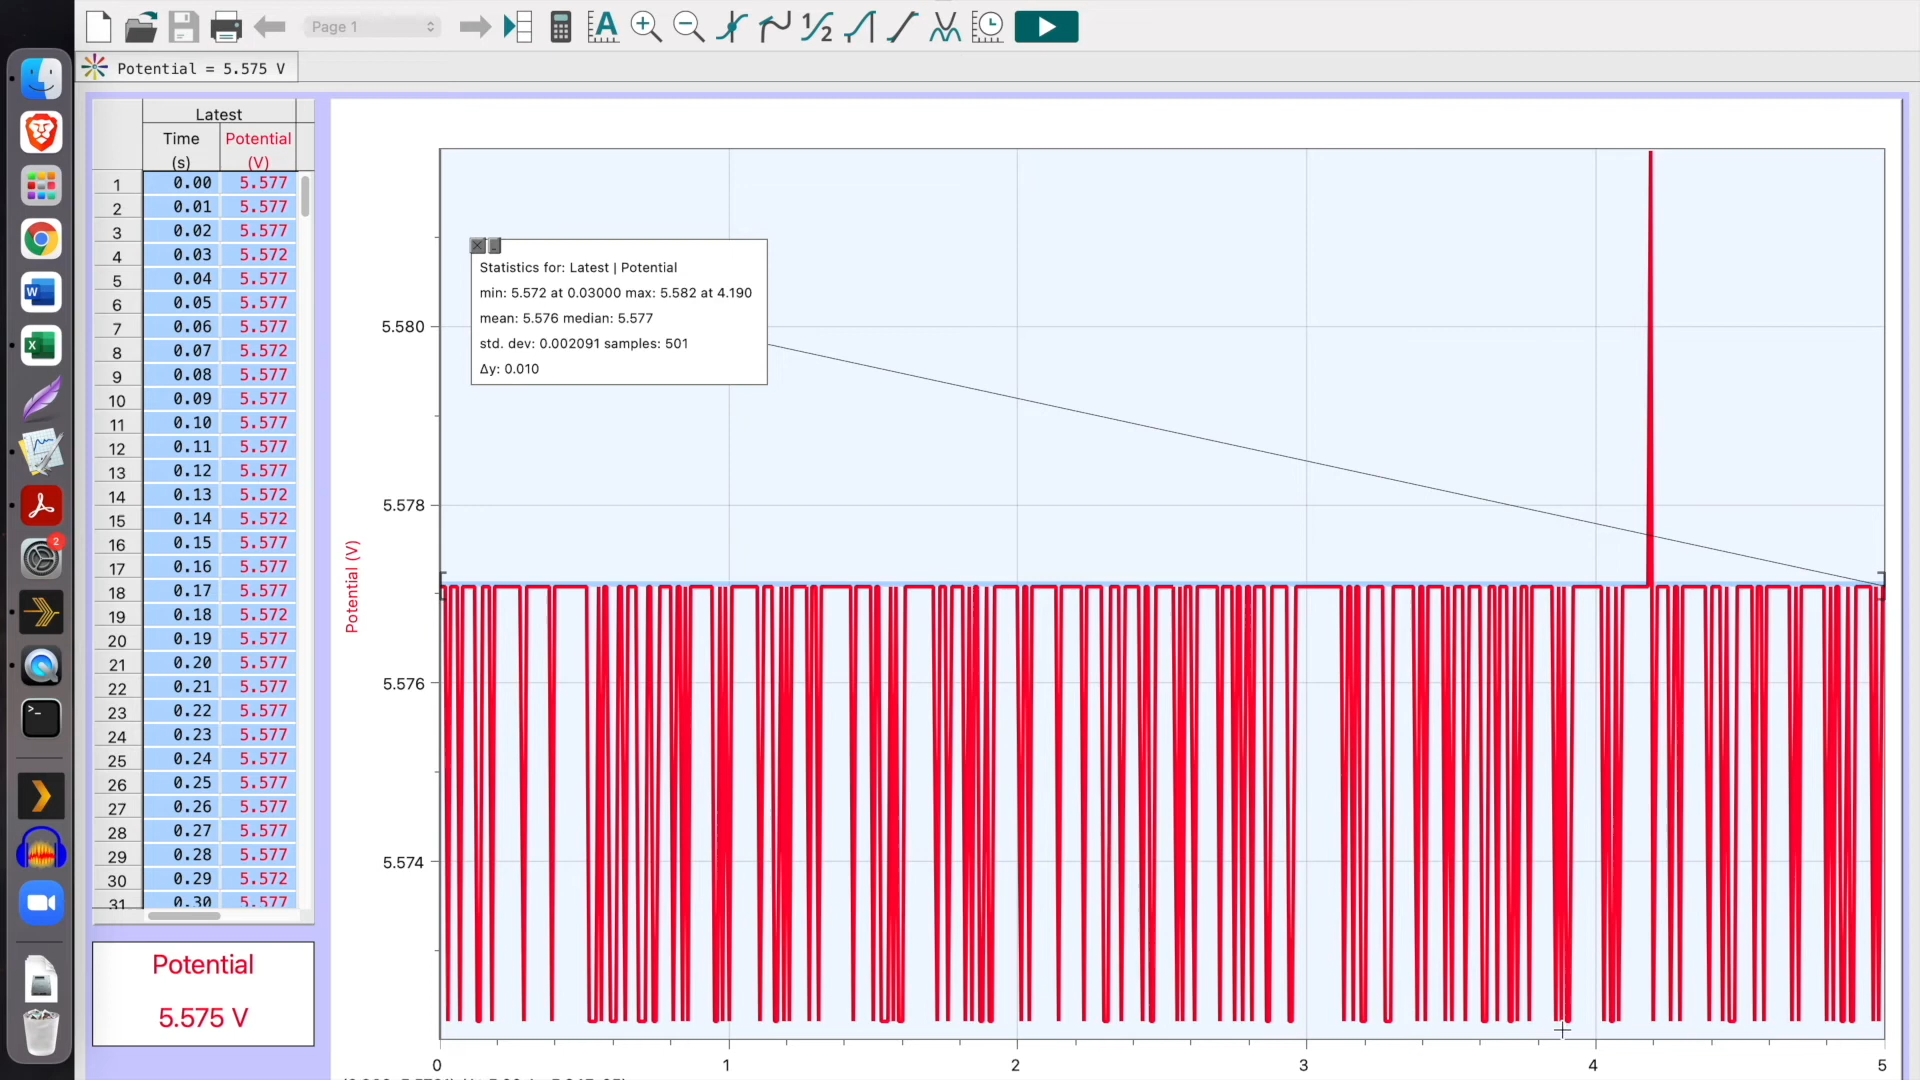 Page 1
Potential = 5.575 V
Latest
Time Potential
(s) (V)
1 0.00 5.577
2 0.01 5.577
3 0.02 5.577
4 0.03 5.572
5 0.04 5.577
6 0.05 5.577
7 0.06 5.577
8 0.07 5.572
9 0.08 5.577
10 0.09 5.577
11 0.10 5.577
12 0.11 5.577
13 0.12 5.577
14 0.13 5.572
15 0.14 5.572
16 0.15 5.577
17 0.16 5.577
18 0.17 5.577
19 0.18 5.572
20 0.19 5.577
21 0.20 5.577
22 0.21 5.577
23 0.22 5.577
24 0.23 5.577
25 0.24 5.577
26 0.25 5.577
27 0.26 5.577
28 0.27 5.577
29 0.28 5.577
30 0.29 5.572
31 0.30 5.577
Potential
5.575 V
Statistics for: Latest | Potential
min: 5.572 at 0.03000 max: 5.582 at 4.190
mean: 5.576 median: 5.577
std. dev: 0.002091 samples: 501
Δy: 0.010
5.580
5.578
5.576
5.574
Potential (V)
0 1 2 3 4 5
2
W
X